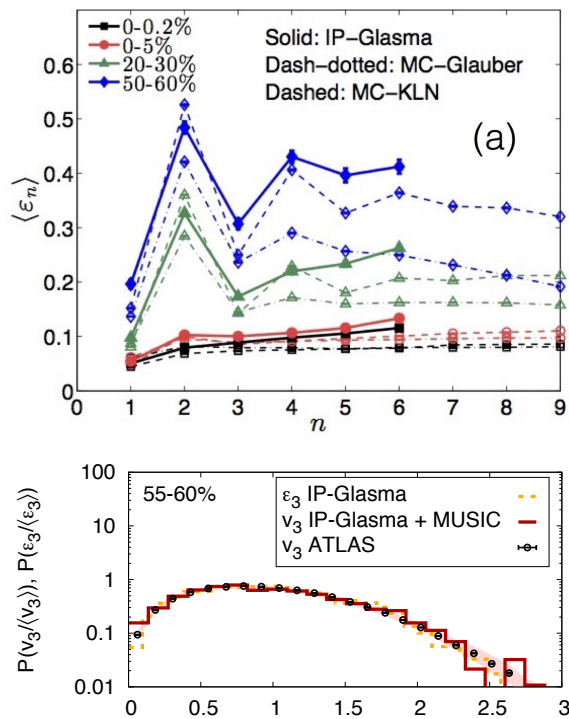 0-0.2%
0-5%
20-30%
50-60%
Solid: IP-Glasma
Dash-dotted: MC-Glauber
Dashed: MC-KLN
(a)
⟨εn⟩
0.7
0.6
0.5
0.4
0.3
0.2
0.1
0
1 2 3 4 5 6 7 8 9
n
55-60%
ε3 IP-Glasma
v3 IP-Glasma + MUSIC
v3 ATLAS
P(v3/⟨v3⟩), P(ε3/⟨ε3⟩)
100
10
1
0.1
0.01
0 0.5 1 1.5 2 2.5 3